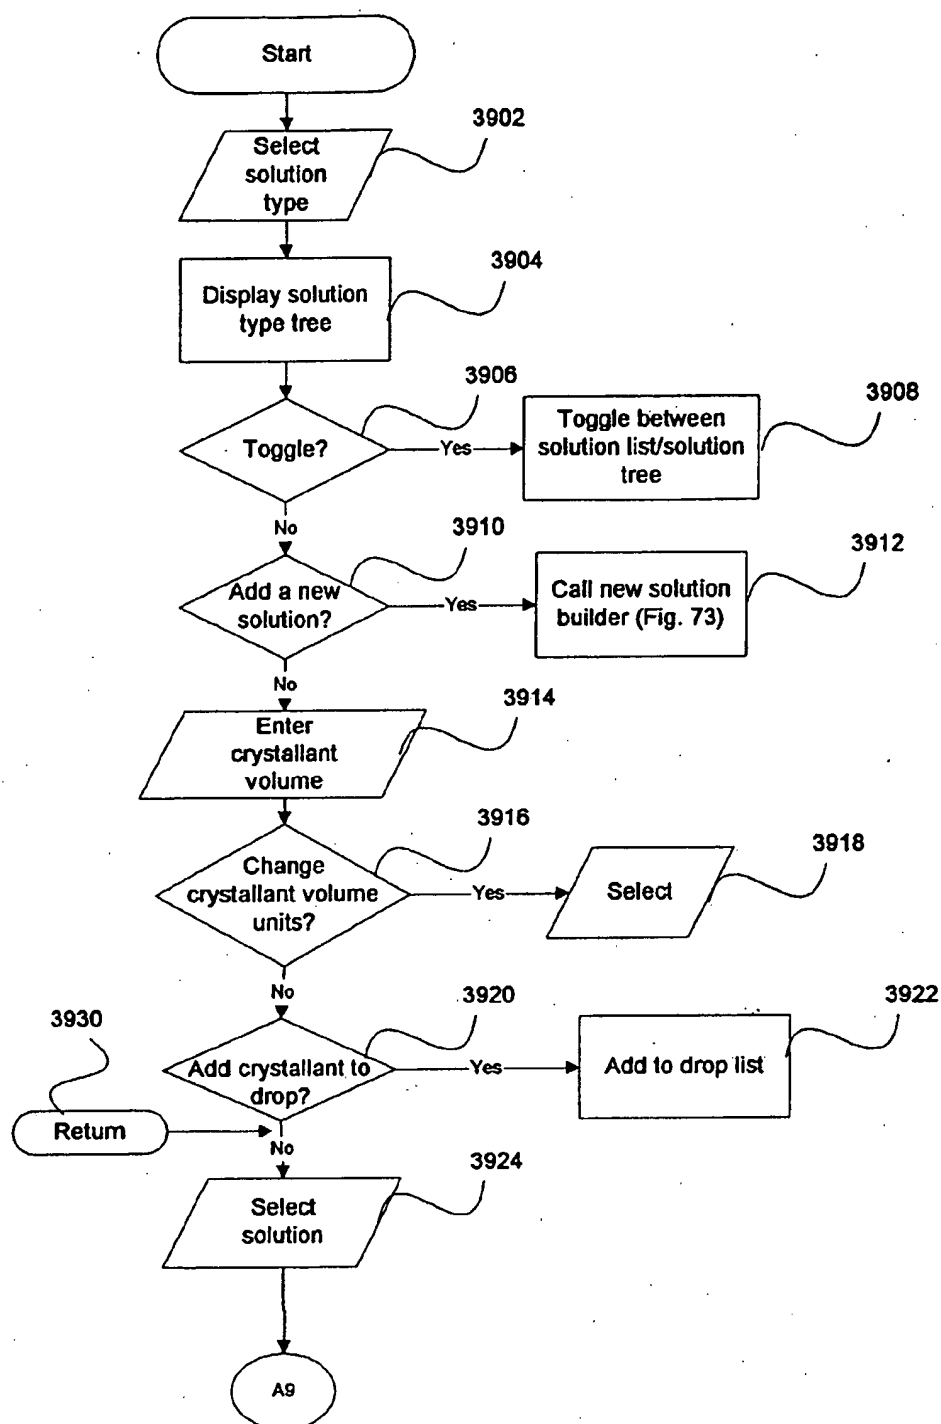 Start
3902
Select
solution
type
3904
Display solution
type tree
3906
Toggle?
Yes
3908
Toggle between
solution list/solution
tree
No
3910
Add a new
solution?
Yes
3912
Call new solution
builder (Fig. 73)
No
3914
Enter
crystallant
volume
3916
Change
crystallant volume
units?
Yes
3918
Select
No
3920
Add crystallant to
drop?
Yes
3922
Add to drop list
3930
Return
No
3924
Select
solution
A9